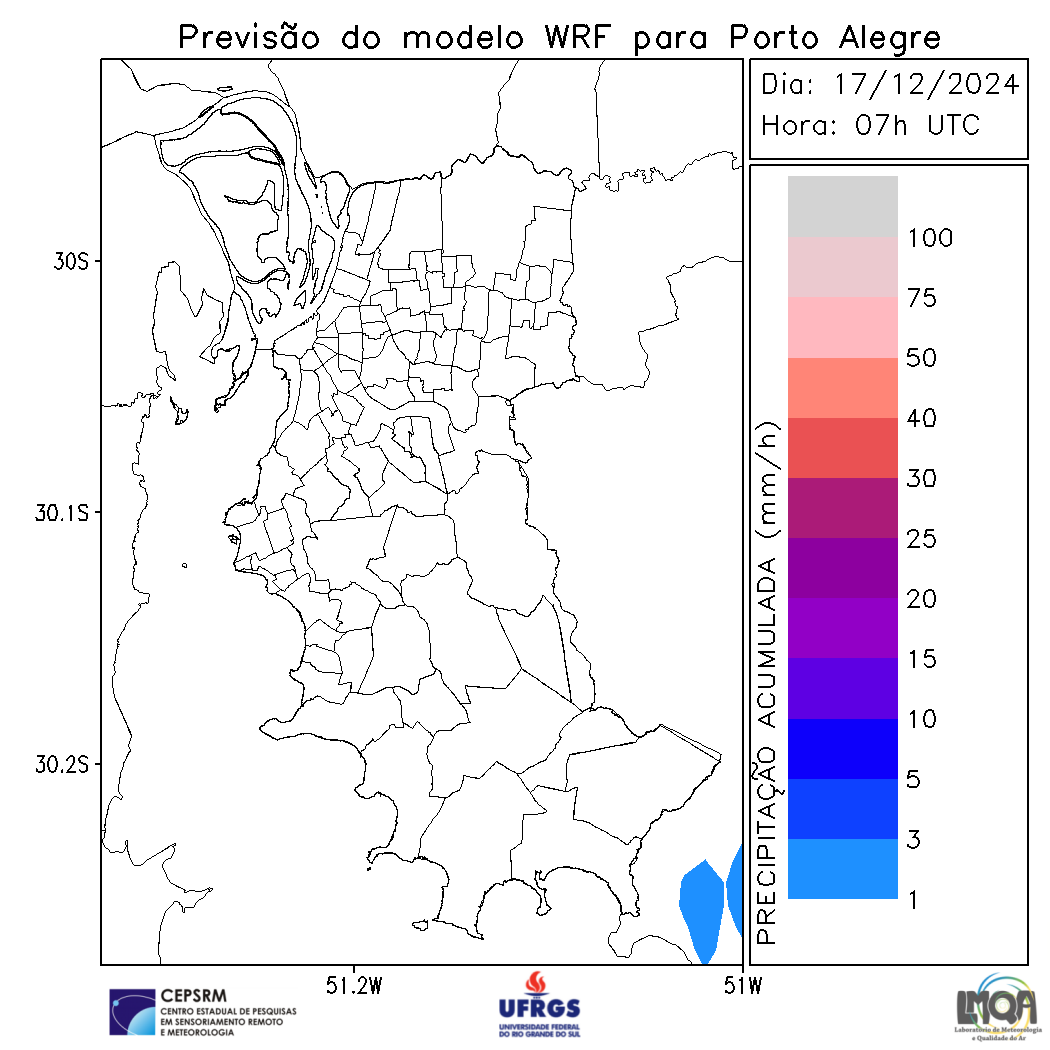 Previsão do modelo WRF para Porto Alegre
Dia: 17/12/2024
Hora: 07h UTC
30S
30.1S
30.2S
51.2W
51W
PRECIPITAÇÃO ACUMULADA (mm/h)
100
75
50
40
30
25
20
15
10
5
3
1
CEPSRM
CENTRO ESTADUAL DE PESQUISAS
EM SENSORIAMENTO REMOTO
E METEOROLOGIA
UFRGS
UNIVERSIDADE FEDERAL
DO RIO GRANDE DO SUL
LMQA
Laboratório de Meteorologia
e Qualidade do Ar